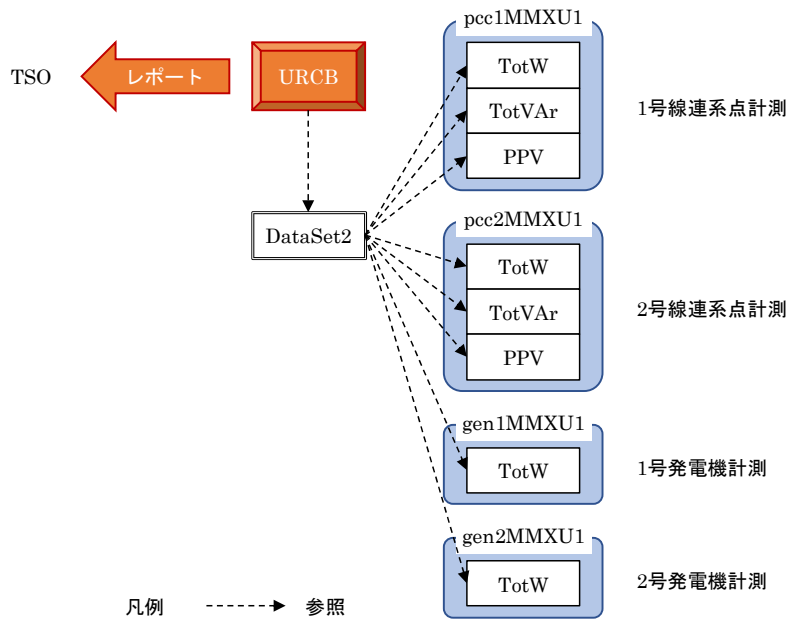 TSO
レポート
URCB
DataSet2
pcc1MMXU1
TotW
TotVAr
PPV
1号線連系点計測
pcc2MMXU1
TotW
TotVAr
PPV
2号線連系点計測
gen1MMXU1
TotW
1号発電機計測
gen2MMXU1
TotW
2号発電機計測
凡例
参照